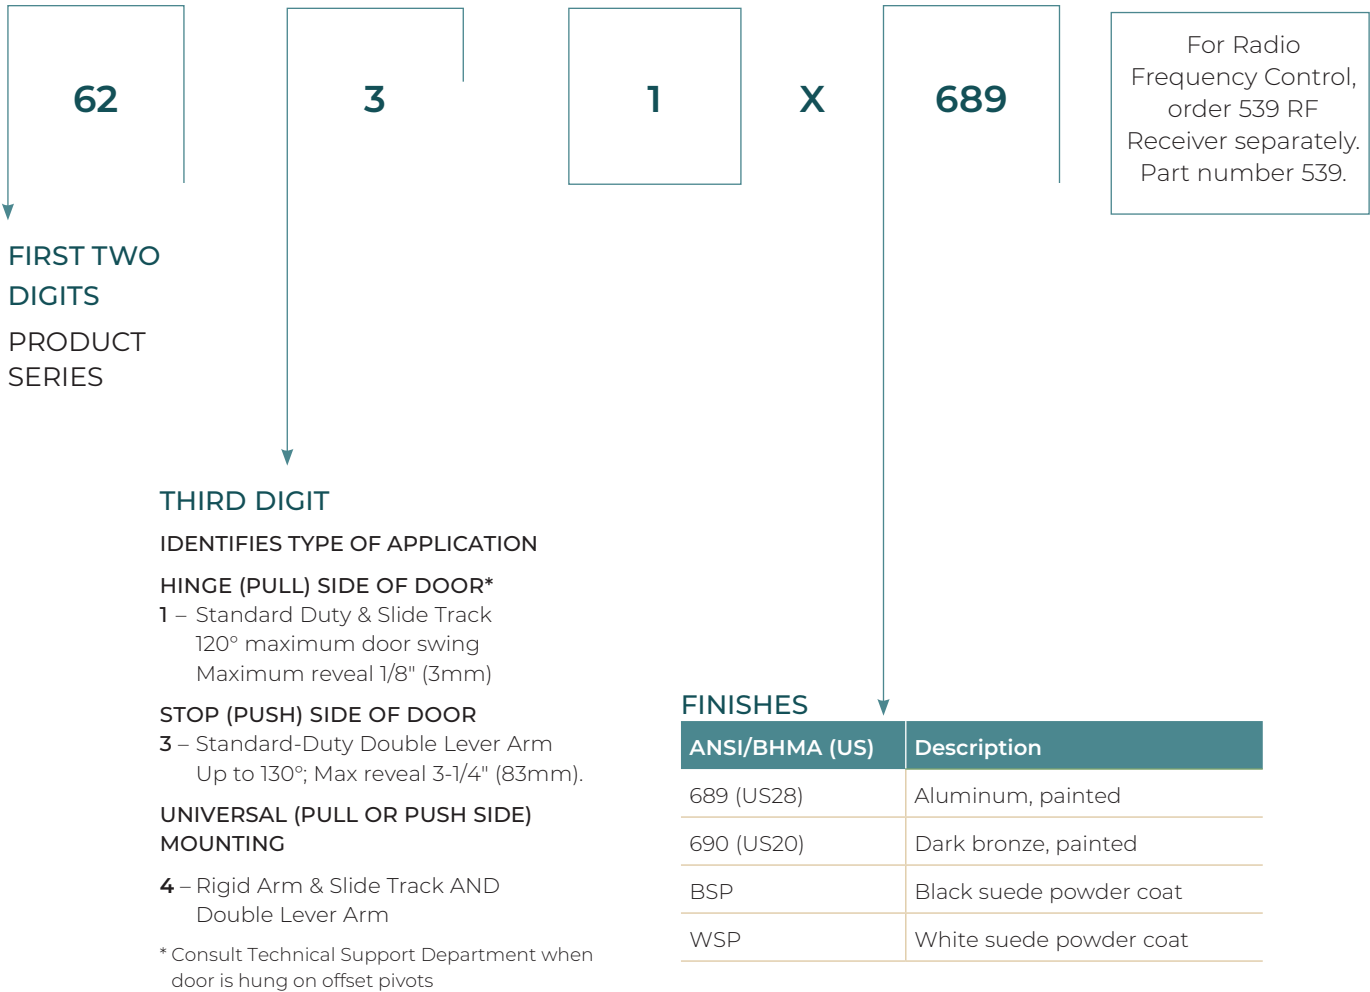 62 3 1 X 689
For Radio
Frequency Control,
order 539 RF
Receiver separately.
Part number 539.
FIRST TWO
DIGITS
PRODUCT
SERIES
THIRD DIGIT
IDENTIFIES TYPE OF APPLICATION
HINGE (PULL) SIDE OF DOOR*
1 – Standard Duty & Slide Track
120° maximum door swing
Maximum reveal 1/8" (3mm)
STOP (PUSH) SIDE OF DOOR
3 – Standard-Duty Double Lever Arm
Up to 130°; Max reveal 3-1/4" (83mm).
UNIVERSAL (PULL OR PUSH SIDE)
MOUNTING
4 – Rigid Arm & Slide Track AND
Double Lever Arm
* Consult Technical Support Department when
door is hung on offset pivots
FINISHES
ANSI/BHMA (US) Description
689 (US28) Aluminum, painted
690 (US20) Dark bronze, painted
BSP Black suede powder coat
WSP White suede powder coat